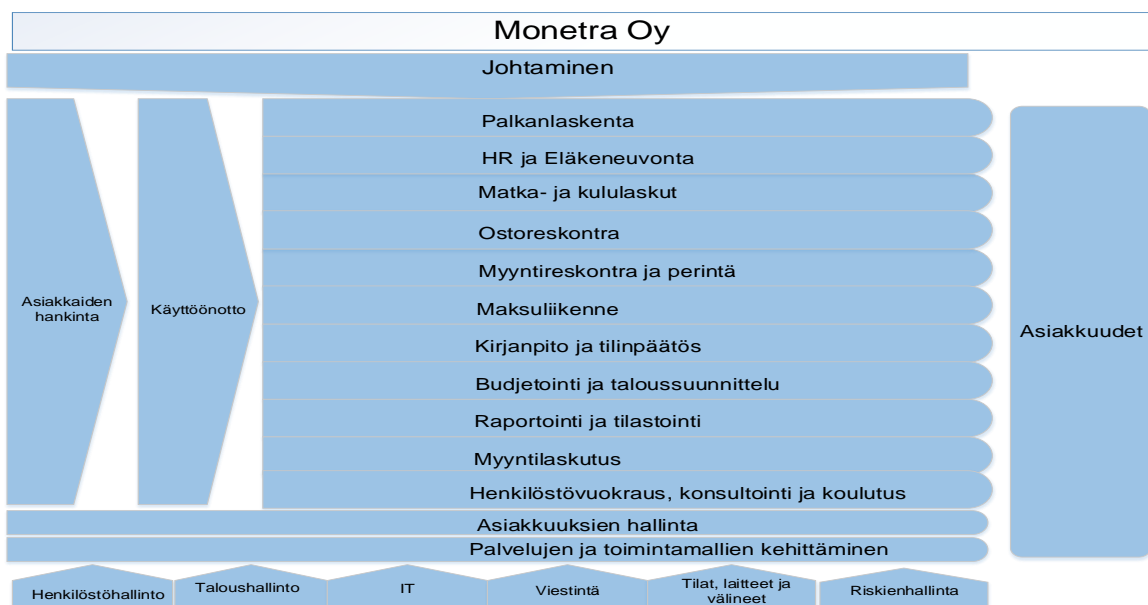 Monetra Oy
Johtaminen
Asiakkaiden
hankinta
Käyttöönotto
Palkanlaskenta
HR ja Eläkeneuvonta
Matka- ja kululaskut
Ostoreskontra
Myyntireskontra ja perintä
Maksuliikenne
Kirjanpito ja tilinpäätös
Budjetointi ja taloussuunnittelu
Raportointi ja tilastointi
Myyntilaskutus
Henkilöstövuokraus, konsultointi ja koulutus
Asiakkuudet
Asiakkuuksien hallinta
Palvelujen ja toimintamallien kehittäminen
Henkilöstöhallinto
Taloushallinto
IT
Viestintä
Tilat, laitteet ja
välineet
Riskienhallinta